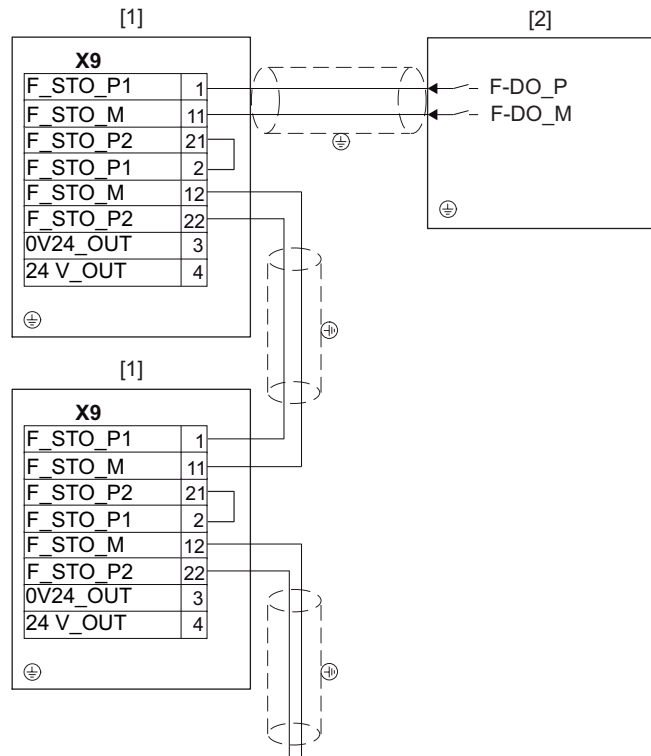 [1]
[2]
X9
F_STO_P1 1
F_STO_M 11
F_STO_P2 21
F_STO_P1 2
F_STO_M 12
F_STO_P2 22
0V24_OUT 3
24 V_OUT 4
F-DO_P
F-DO_M
[1]
X9
F_STO_P1 1
F_STO_M 11
F_STO_P2 21
F_STO_P1 2
F_STO_M 12
F_STO_P2 22
0V24_OUT 3
24 V_OUT 4